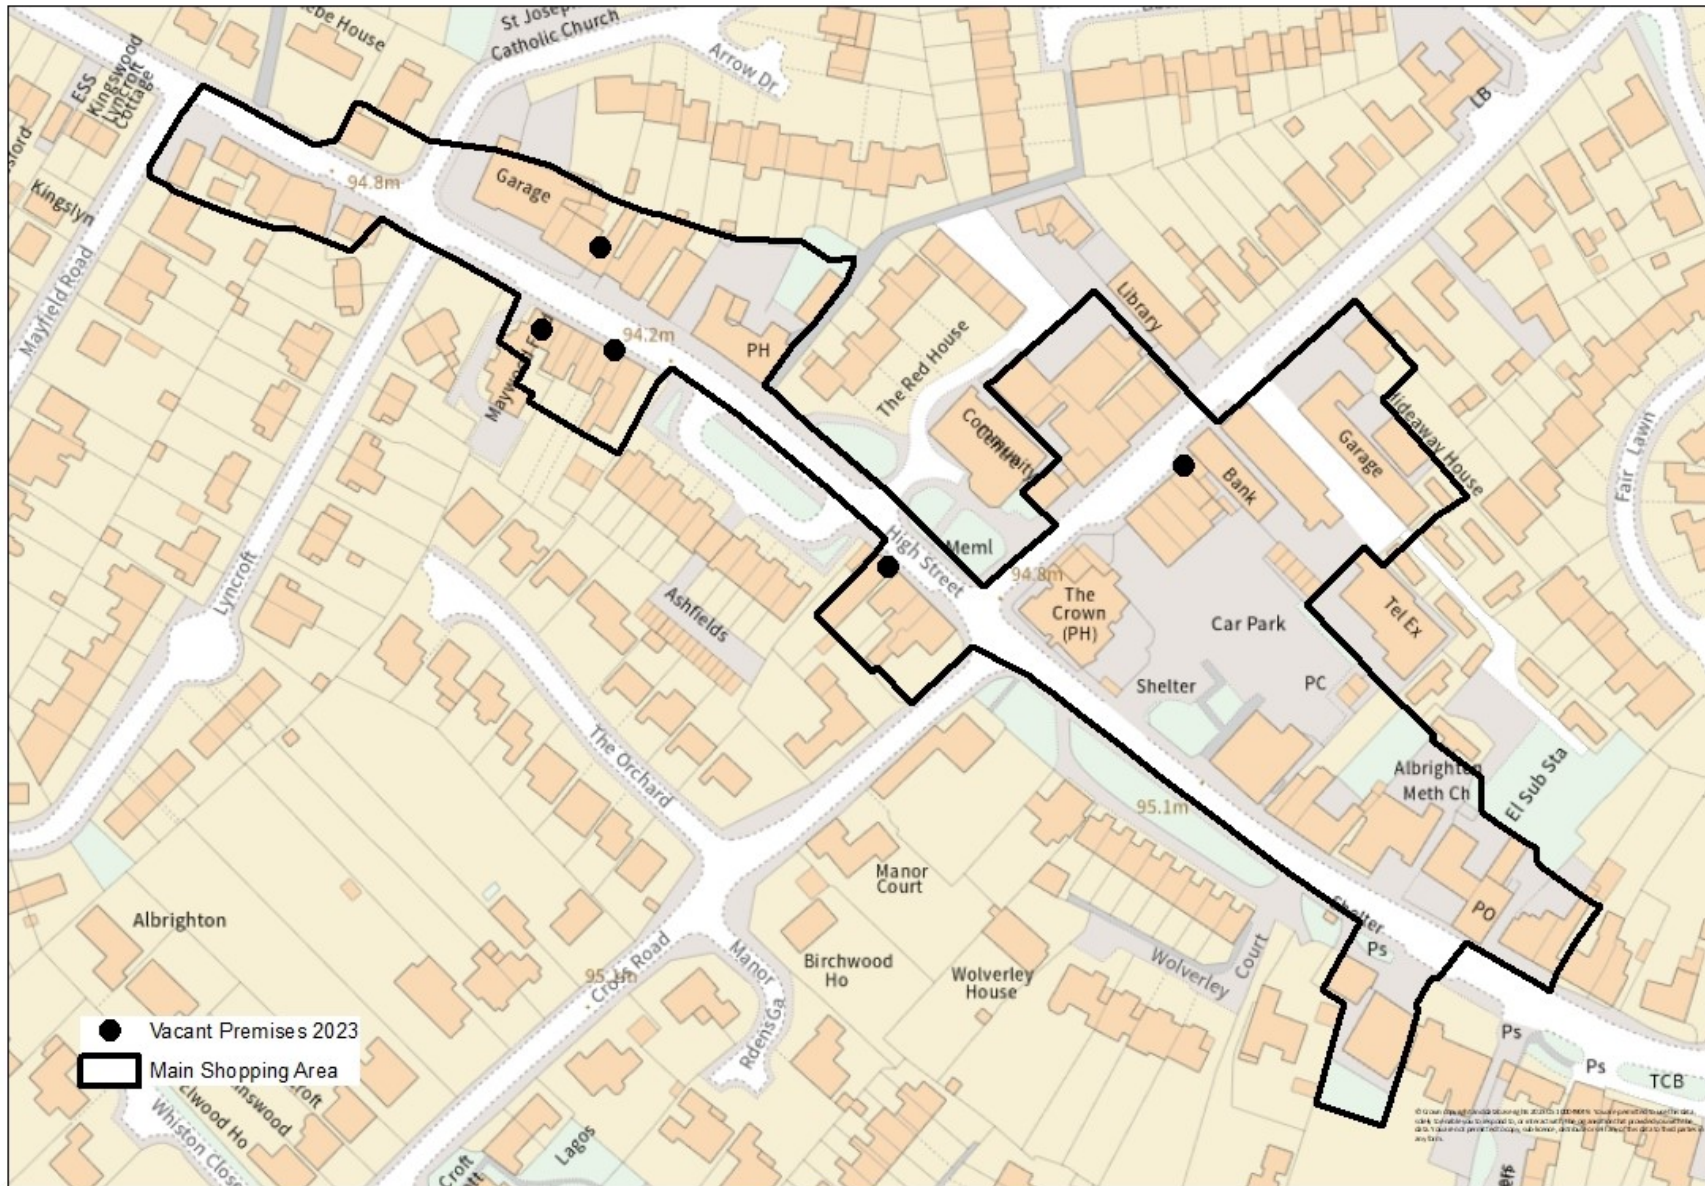 St Joseph
Catholic Church
Arrow Dr.
ebe House
ESS
Kingswood
Lyncroft
Cottage
Kingslyn
Mayfield Road
94.8m
Garage
LB
Library
PH
94.2m
The Red House
Community
Centre
Garage
Hideaway House
Fair Lawn
Bank
Meml
High Street
94.8m
The
Crown
(PH)
Car Park
Tel Ex
Shelter
PC
Lyncroft
Ashfields
The Orchard
Albrighton
Meth Ch
El Sub Sta
95.1m
Manor
Court
PO
Shelter
Ps
Albrighton
Birchwood
Ho
Wolverley
House
Wolverley Court
Cross Road
Manor
Rdens
Ga
Ps
Ps
TCB
Vacant Premises 2023
Main Shopping Area
Whiston Close
Lagos
Croft